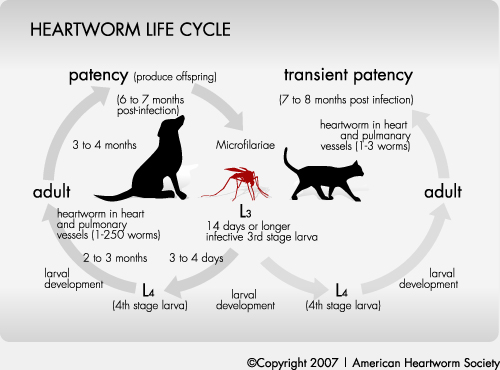 HEARTWORM LIFE CYCLE
patency (produce offspring)
(6 to 7 months
post-infection)
transient patency
(7 to 8 months post infection)
3 to 4 months
Microfilariae
heartworm in heart
and pulmanary
vessels (1-3 worms)
adult
heartworm in heart
and pulmonary
vessels (1-250 worms)
L3
14 days or longer
infective 3rd stage larva
adult
2 to 3 months
3 to 4 days
larval
development
L4
(4th stage larva)
larval
development
L4
(4th stage larva)
larval
development
©Copyright 2007 | American Heartworm Society